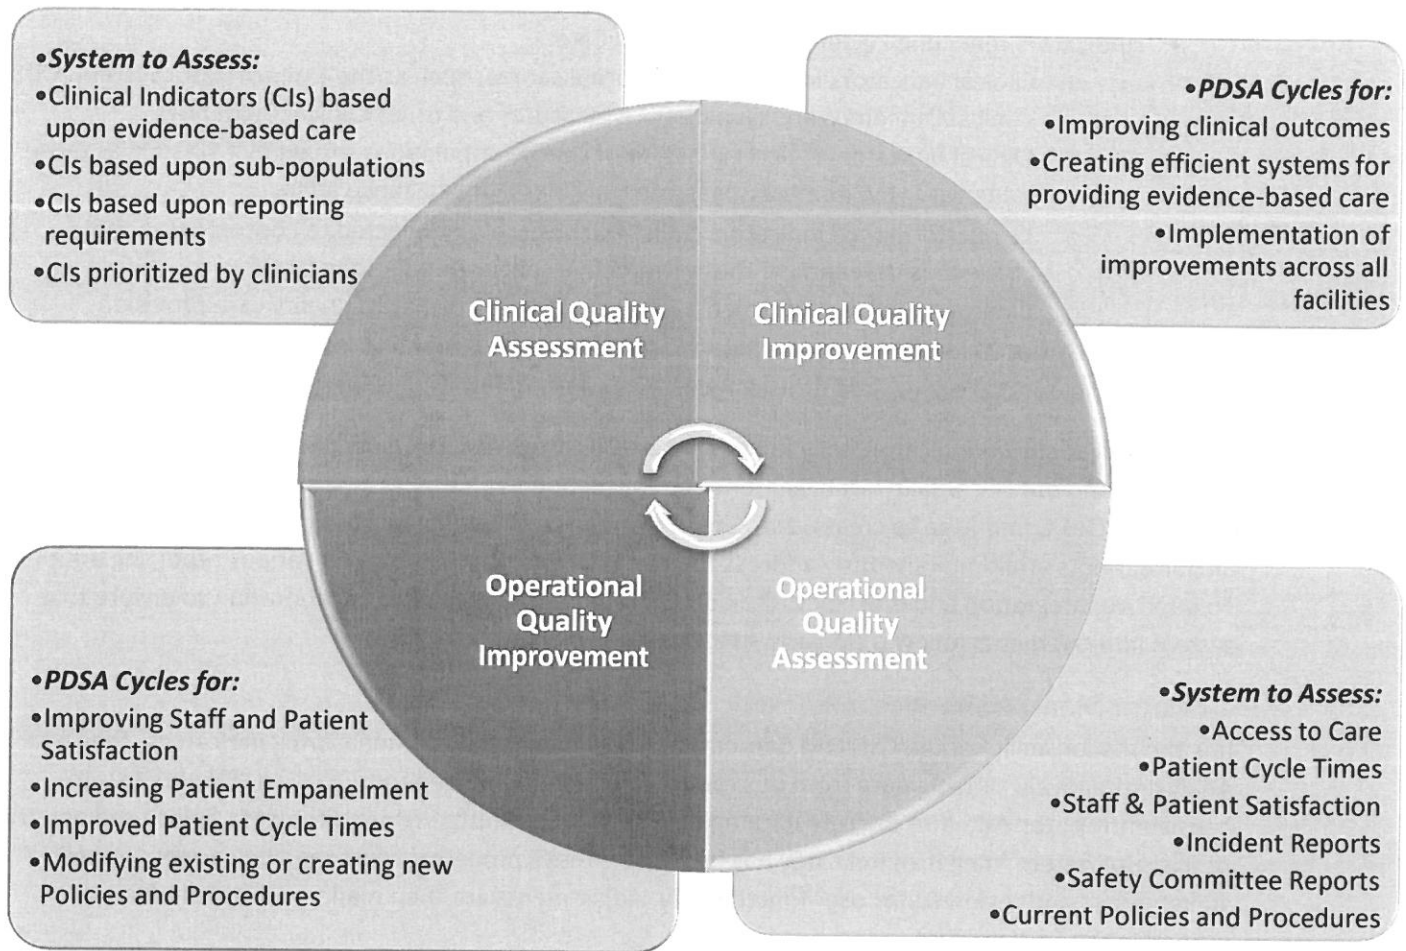 •System to Assess:
•Clinical Indicators (CIs) based
upon evidence-based care
•CIs based upon sub-populations
•CIs based upon reporting
requirements
•CIs prioritized by clinicians
•PDSA Cycles for:
•Improving clinical outcomes
•Creating efficient systems for
providing evidence-based care
•Implementation of
improvements across all
facilities
Clinical Quality
Assessment
Clinical Quality
Improvement
Operational
Quality
Improvement
Operational
Quality
Assessment
•PDSA Cycles for:
•Improving Staff and Patient
Satisfaction
•Increasing Patient Empanelment
•Improved Patient Cycle Times
•Modifying existing or creating new
Policies and Procedures
•System to Assess:
•Access to Care
•Patient Cycle Times
•Staff & Patient Satisfaction
•Incident Reports
•Safety Committee Reports
•Current Policies and Procedures